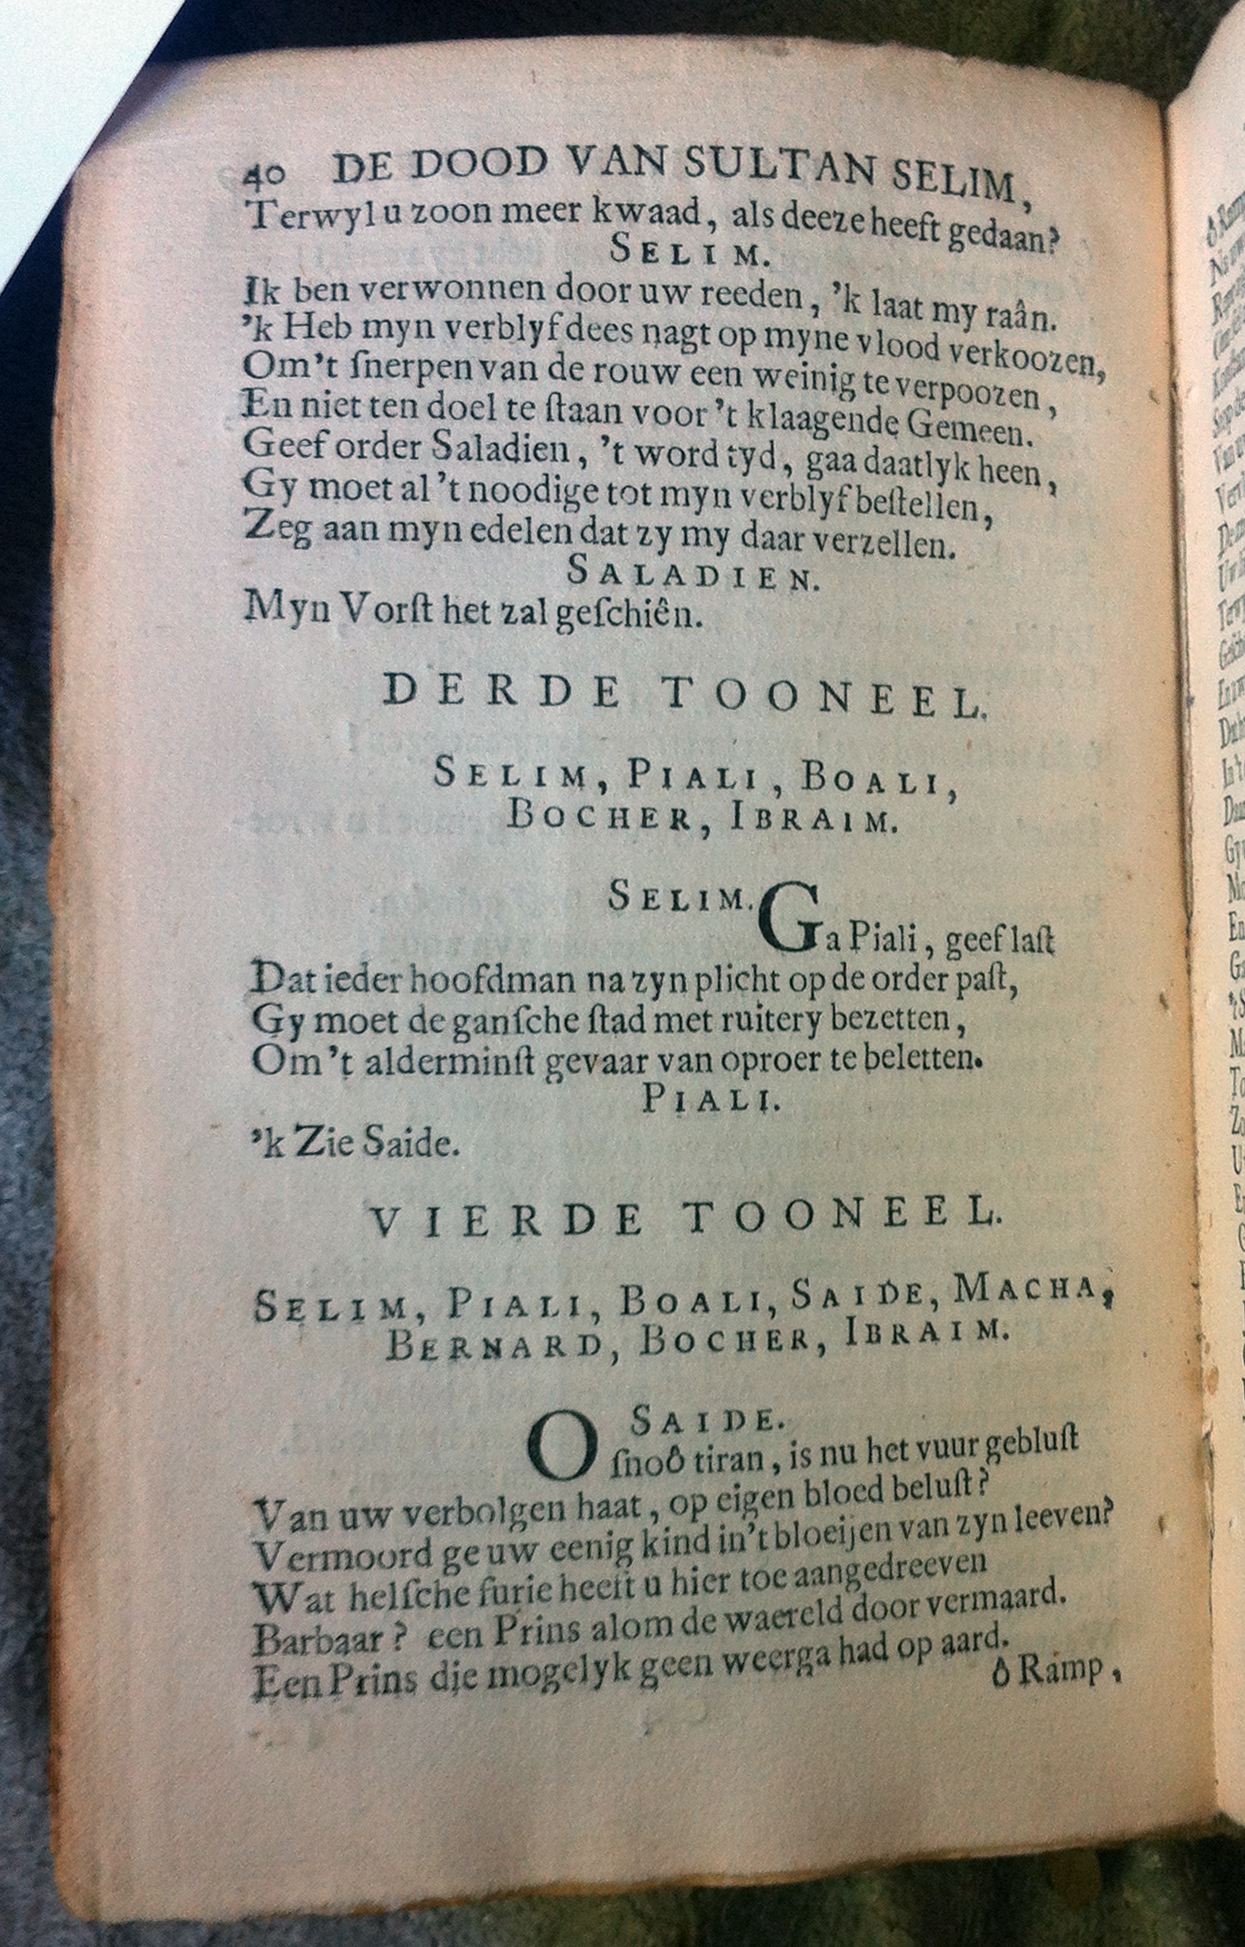 40 DE DOOD VAN SULTAN SELIM,
Terwyl u zoon meer kwaad, als deeze heeft gedaan?
SELIM.
Ik ben verwonnen door uw reeden, 'k laat my raân.
'k Heb myn verblyf dees nagt op myne vlood verkoozen,
Om't ſnerpen van de rouw een weinig te verpoozen,
En niet ten doel te ſtaan voor 't klaagende Gemeen.
Geef order Saladien, 't word tyd, gaa daatlyk heen,
Gy moet al 't noodige tot myn verblyf beſtellen,
Zeg aan myn edelen dat zy my daar verzellen.
SALADIEN.
Myn Vorſt het zal geſchiên.
DERDE TOONEEL.
SELIM, PIALI, BOALI,
BOCHER, IBRAIM.
SELIM.
Ga Piali, geef laſt
Dat ieder hoofdman na zyn plicht op de order paſt,
Gy moet de ganſche ſtad met ruitery bezetten,
Om't alderminſt gevaar van oproer te beletten.
PIALI.
'k Zie Saide.
VIERDE TOONEEL.
SELIM, PIALI, BOALI, SAIDE, MACHA,
BERNARD, BOCHER, IBRAIM.
SAIDE.
O ſnoô tiran, is nu het vuur gebluſt
Van uw verbolgen haat, op eigen bloed beluſt?
Vermoord ge uw eenig kind in't bloeijen van zyn leeven?
Wat helſche furie heeft u hier toe aangedreeven
Barbaar? een Prins alom de waereld door vermaard.
Een Prins die mogelyk geen weerga had op aard.
ô Ramp,